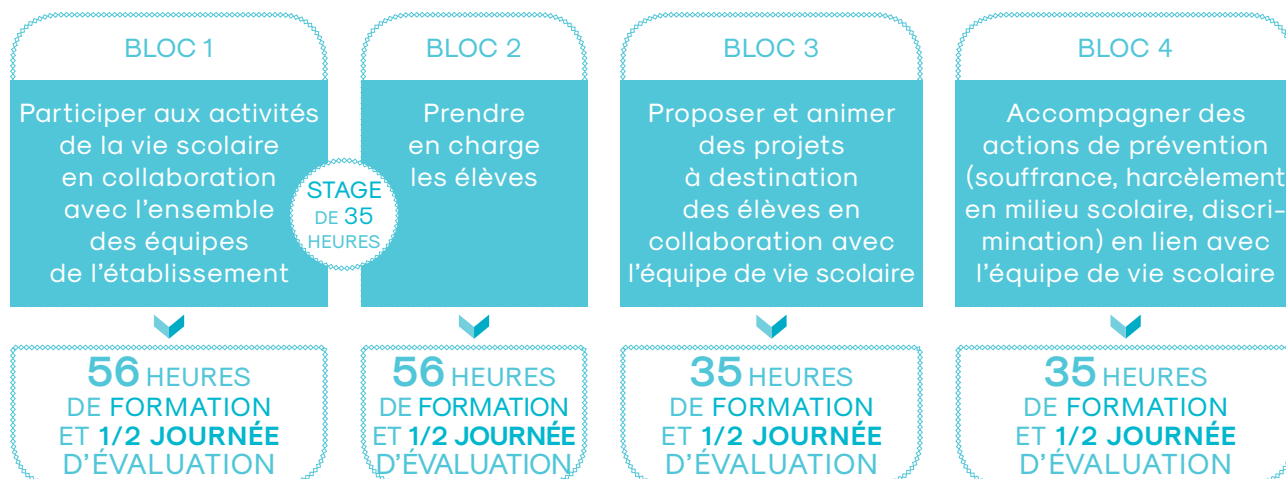 BLOC 1
Participer aux activités
de la vie scolaire
en collaboration
avec l'ensemble
des équipes
de l'établissement
56 HEURES
DE FORMATION
ET 1/2 JOURNÉE
D'ÉVALUATION
STAGE
DE 35
HEURES
BLOC 2
Prendre
en charge
les élèves
56 HEURES
DE FORMATION
ET 1/2 JOURNÉE
D'ÉVALUATION
BLOC 3
Proposer et animer
des projets
à destination
des élèves en
collaboration avec
l'équipe de vie scolaire
35 HEURES
DE FORMATION
ET 1/2 JOURNÉE
D'ÉVALUATION
BLOC 4
Accompagner des
actions de prévention
(souffrance, harcèlement
en milieu scolaire, discri-
mination) en lien avec
l'équipe de vie scolaire
35 HEURES
DE FORMATION
ET 1/2 JOURNÉE
D'ÉVALUATION